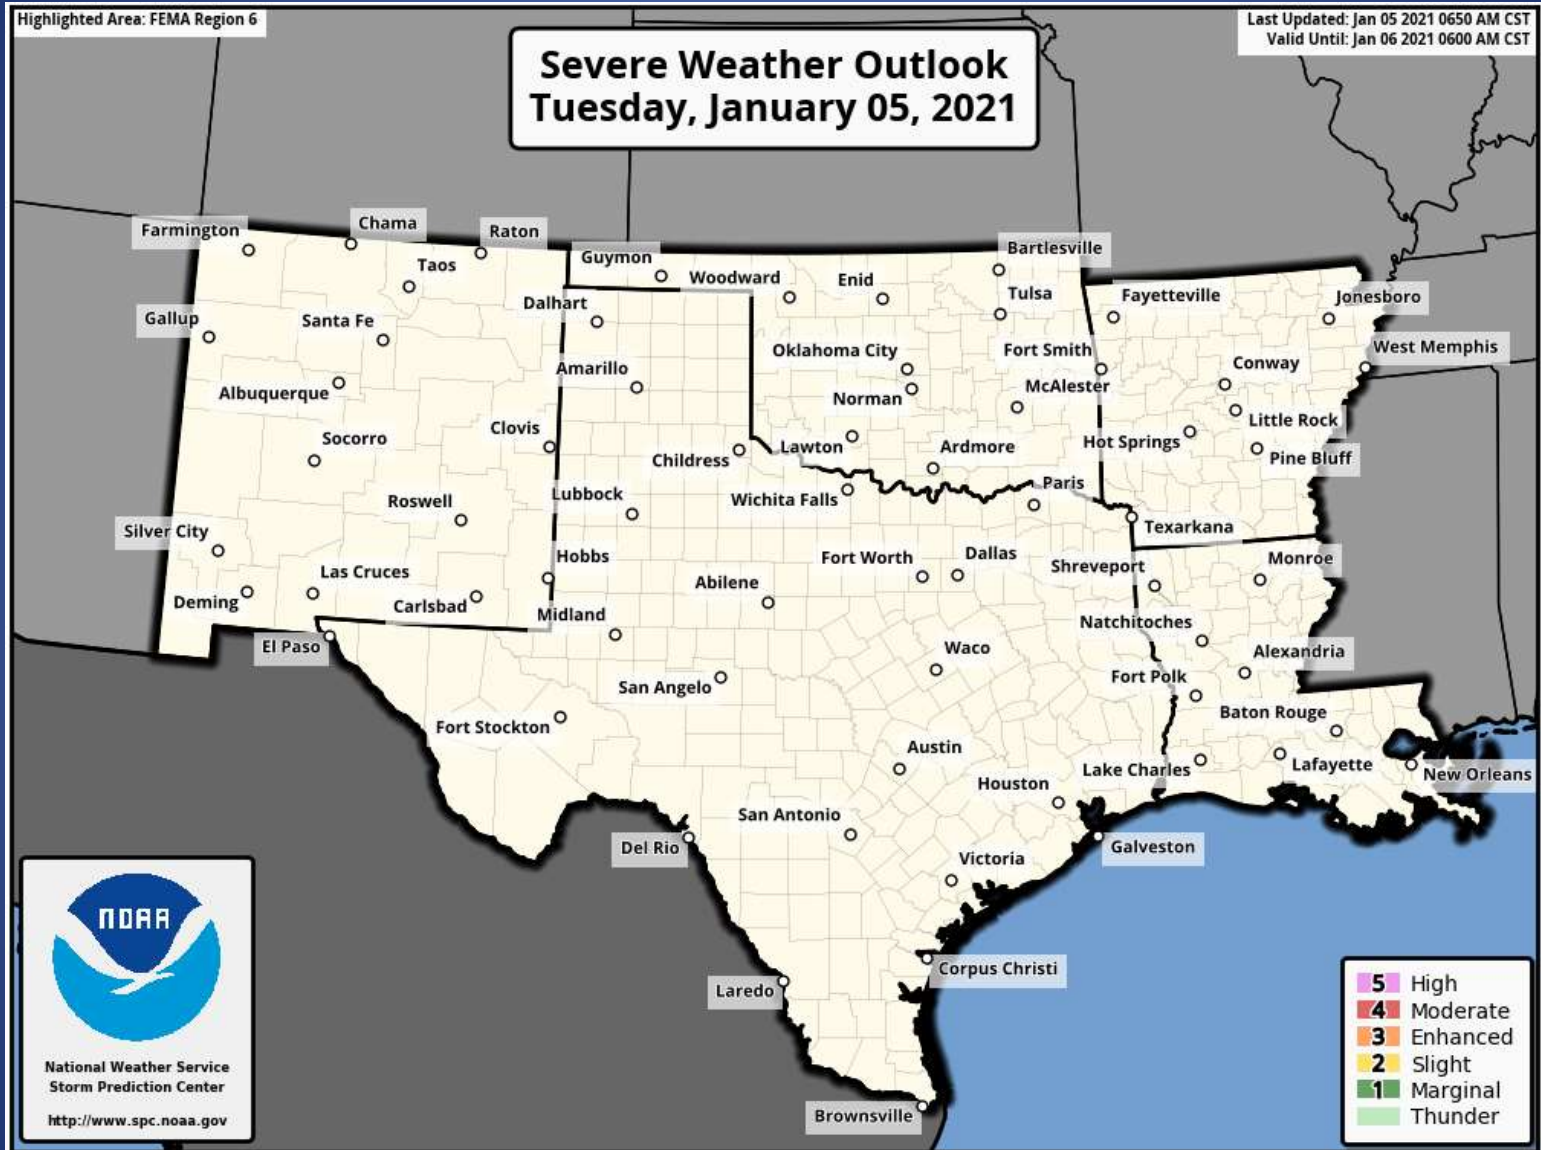 Highlighted Area: FEMA Region 6
Last Updated: Jan 05 2021 0650 AM CST
Valid Until: Jan 06 2021 0600 AM CST
Severe Weather Outlook
Tuesday, January 05, 2021
Farmington
Chama
Raton
Taos
Guymon
Woodward
Enid
Bartlesville
Tulsa
Fayetteville
Jonesboro
Gallup
Santa Fe
Dalhart
Oklahoma City
Fort Smith
Conway
West Memphis
Albuquerque
Amarillo
Norman
McAlester
Little Rock
Socorro
Clovis
Childress
Lawton
Ardmore
Hot Springs
Pine Bluff
Roswell
Lubbock
Wichita Falls
Paris
Texarkana
Silver City
Las Cruces
Hobbs
Abilene
Fort Worth
Dallas
Shreveport
Monroe
Deming
Carlsbad
Midland
Natchitoches
El Paso
San Angelo
Waco
Alexandria
Fort Polk
Fort Stockton
Austin
Baton Rouge
Houston
Lake Charles
Lafayette
New Orleans
San Antonio
Del Rio
Victoria
Galveston
Laredo
Corpus Christi
Brownsville
NOAA
National Weather Service
Storm Prediction Center
http://www.spc.noaa.gov
5 High
4 Moderate
3 Enhanced
2 Slight
1 Marginal
Thunder